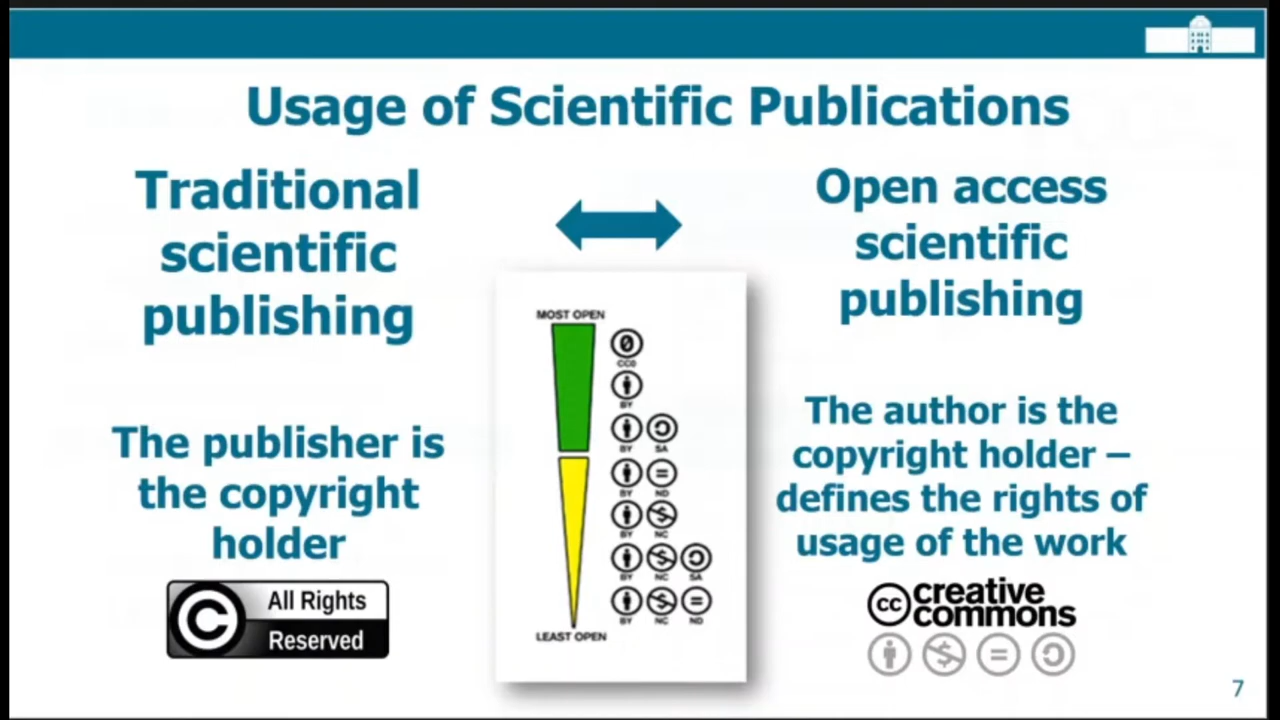 Usage of Scientific Publications
Traditional
scientific
publishing
The publisher is
the copyright
holder
All Rights
Reserved
MOST OPEN
CC0
BY
BY SA
BY ND
BY NC
BY NC SA
BY NC ND
LEAST OPEN
Open access
scientific
publishing
The author is the
copyright holder –
defines the rights of
usage of the work
cc creative
commons
7